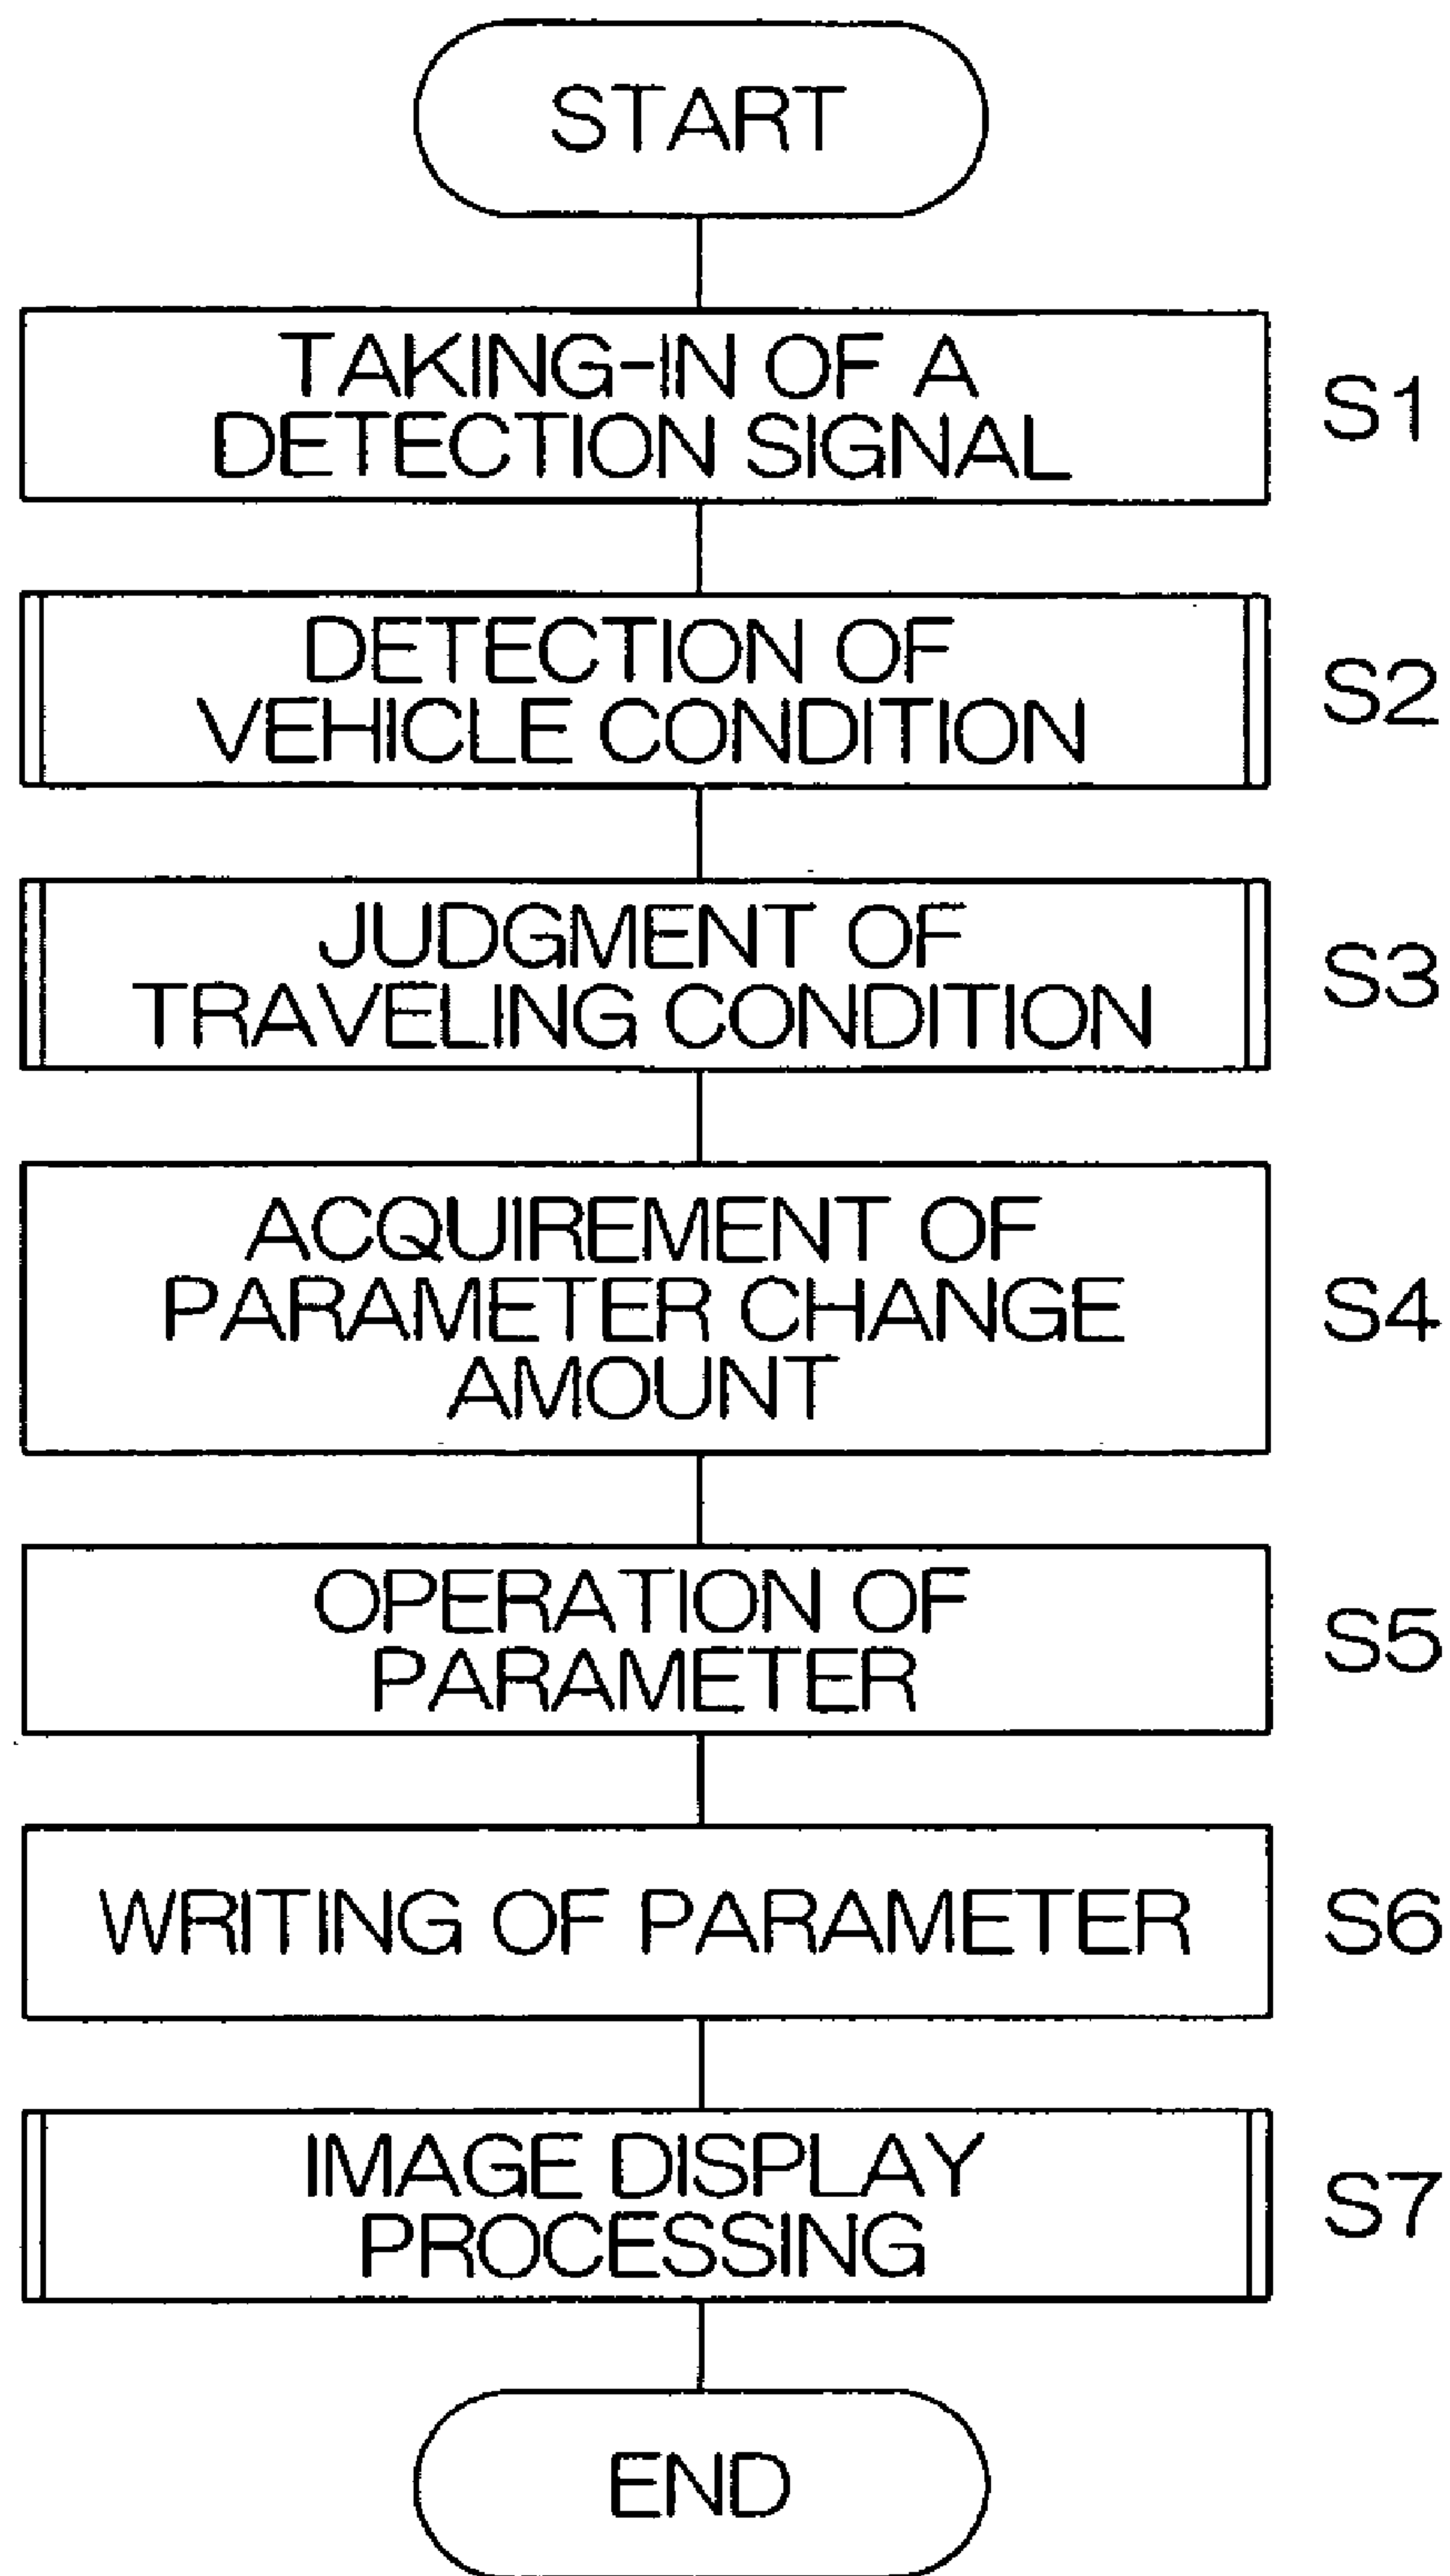 START
TAKING-IN OF A
DETECTION SIGNAL
S1
DETECTION OF
VEHICLE CONDITION
S2
JUDGMENT OF
TRAVELING CONDITION
S3
ACQUIREMENT OF
PARAMETER CHANGE
AMOUNT
S4
OPERATION OF
PARAMETER
S5
WRITING OF PARAMETER
S6
IMAGE DISPLAY
PROCESSING
S7
END